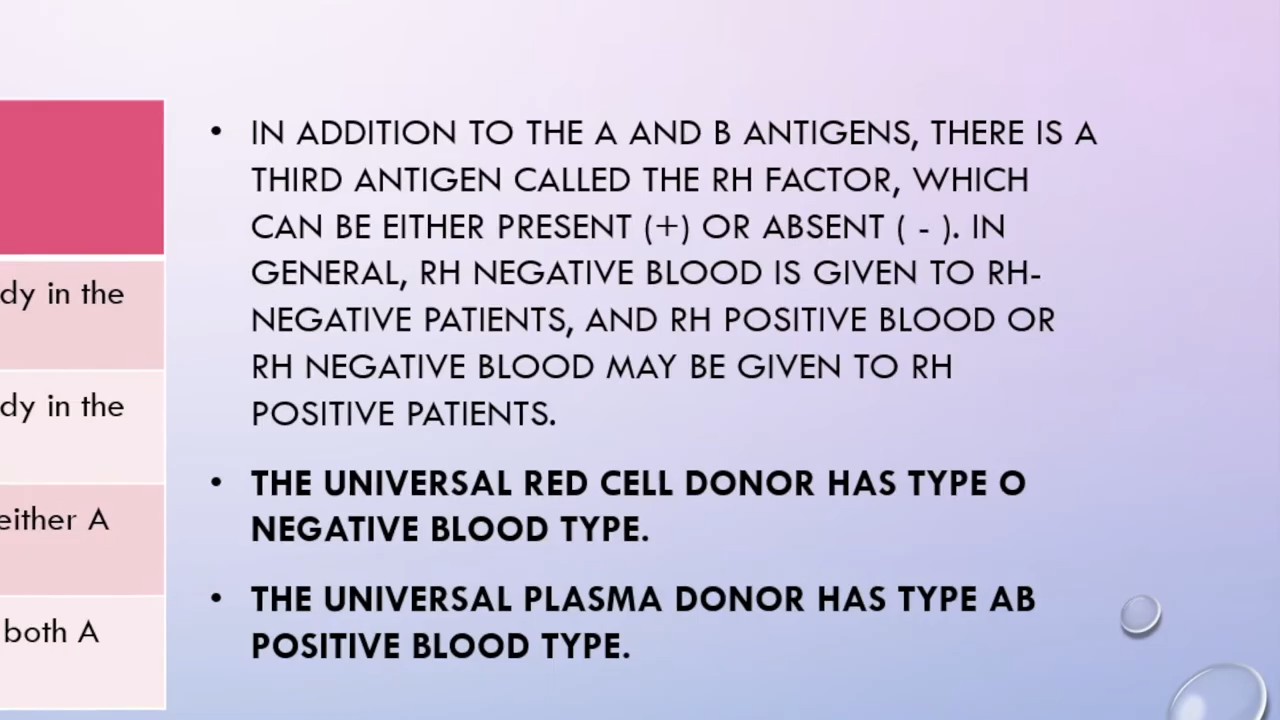 dy in the
dy in the
either A
both A
• IN ADDITION TO THE A AND B ANTIGENS, THERE IS A
THIRD ANTIGEN CALLED THE RH FACTOR, WHICH
CAN BE EITHER PRESENT (+) OR ABSENT ( - ). IN
GENERAL, RH NEGATIVE BLOOD IS GIVEN TO RH-
NEGATIVE PATIENTS, AND RH POSITIVE BLOOD OR
RH NEGATIVE BLOOD MAY BE GIVEN TO RH
POSITIVE PATIENTS.
• THE UNIVERSAL RED CELL DONOR HAS TYPE O
NEGATIVE BLOOD TYPE.
• THE UNIVERSAL PLASMA DONOR HAS TYPE AB
POSITIVE BLOOD TYPE.